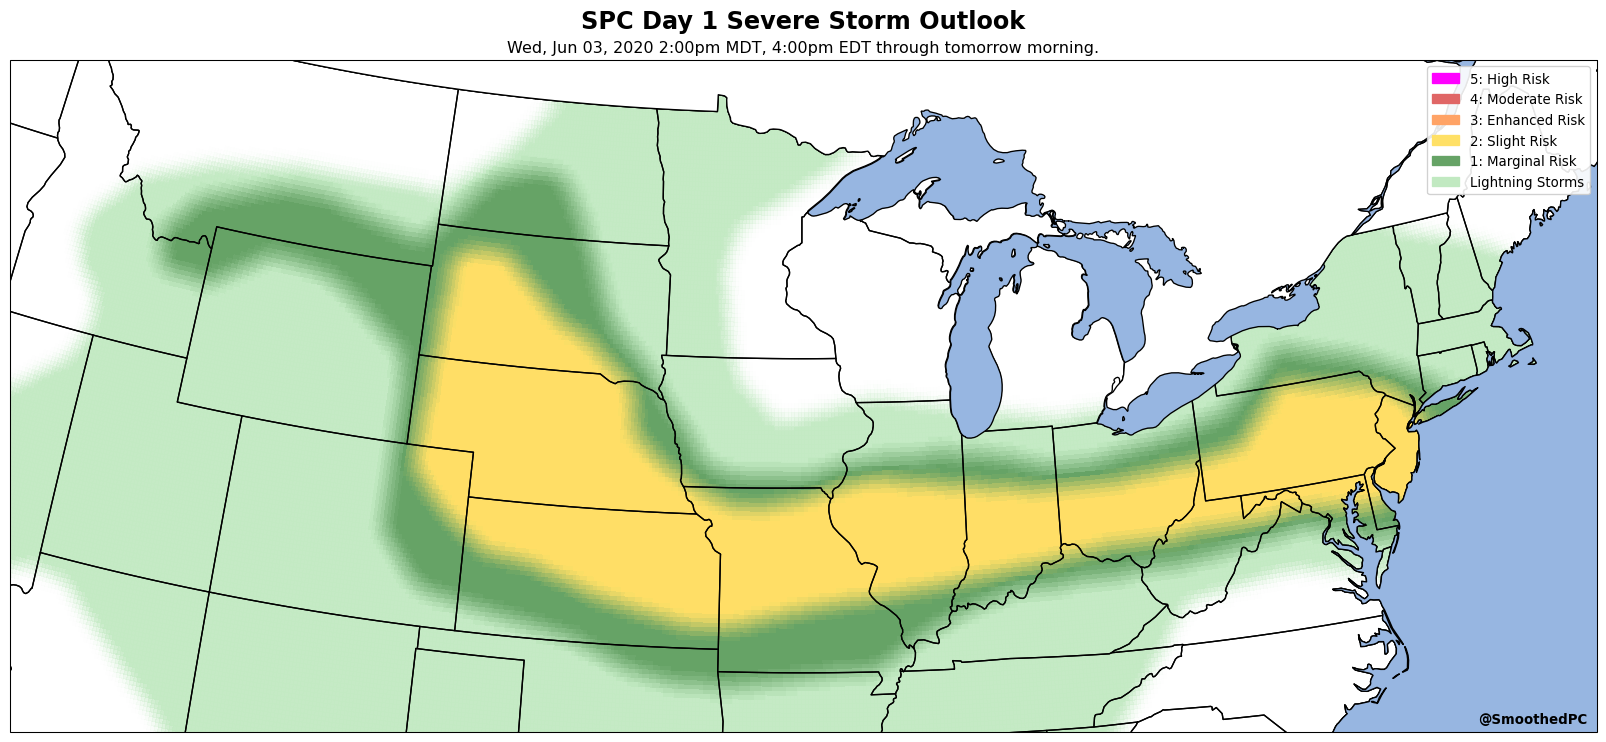 SPC Day 1 Severe Storm Outlook
Wed, Jun 03, 2020 2:00pm MDT, 4:00pm EDT through tomorrow morning.
5: High Risk
4: Moderate Risk
3: Enhanced Risk
2: Slight Risk
1: Marginal Risk
Lightning Storms
@SmoothedPC